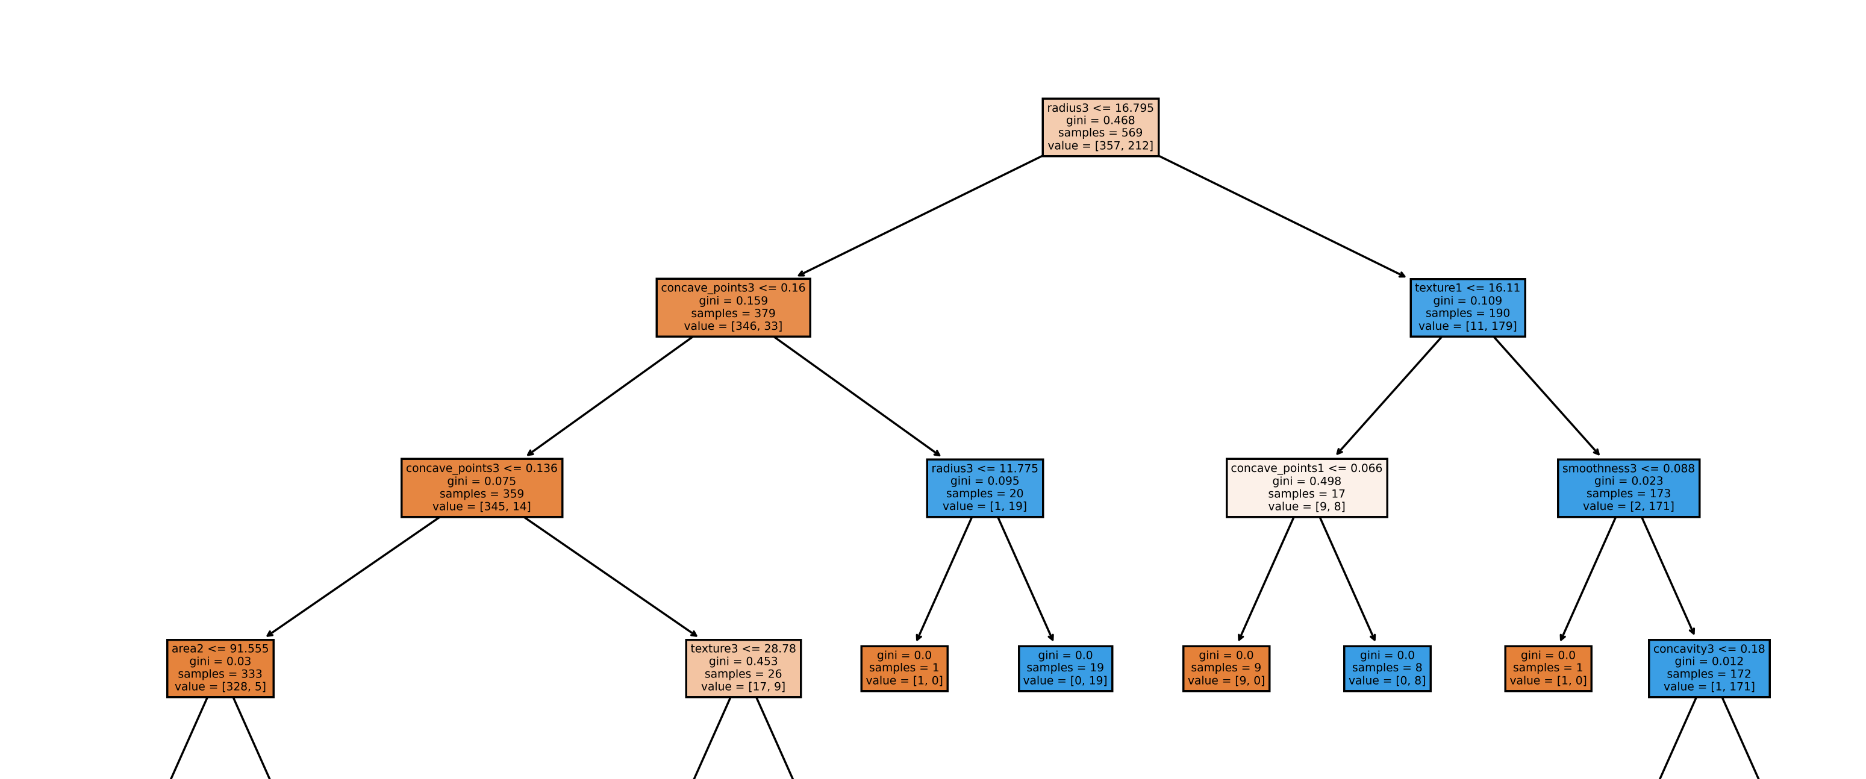 radius3 <= 16.795
gini = 0.468
samples = 569
value = [357, 212]
concave_points3 <= 0.16
gini = 0.159
samples = 379
value = [346, 33]
texture1 <= 16.11
gini = 0.109
samples = 190
value = [11, 179]
concave_points3 <= 0.136
gini = 0.075
samples = 359
value = [345, 14]
radius3 <= 11.775
gini = 0.095
samples = 20
value = [1, 19]
concave_points1 <= 0.066
gini = 0.498
samples = 17
value = [9, 8]
smoothness3 <= 0.088
gini = 0.023
samples = 173
value = [2, 171]
area2 <= 91.555
gini = 0.03
samples = 333
value = [328, 5]
texture3 <= 28.78
gini = 0.453
samples = 26
value = [17, 9]
gini = 0.0
samples = 1
value = [1, 0]
gini = 0.0
samples = 19
value = [0, 19]
gini = 0.0
samples = 9
value = [9, 0]
gini = 0.0
samples = 8
value = [0, 8]
gini = 0.0
samples = 1
value = [1, 0]
concavity3 <= 0.18
gini = 0.012
samples = 172
value = [1, 171]